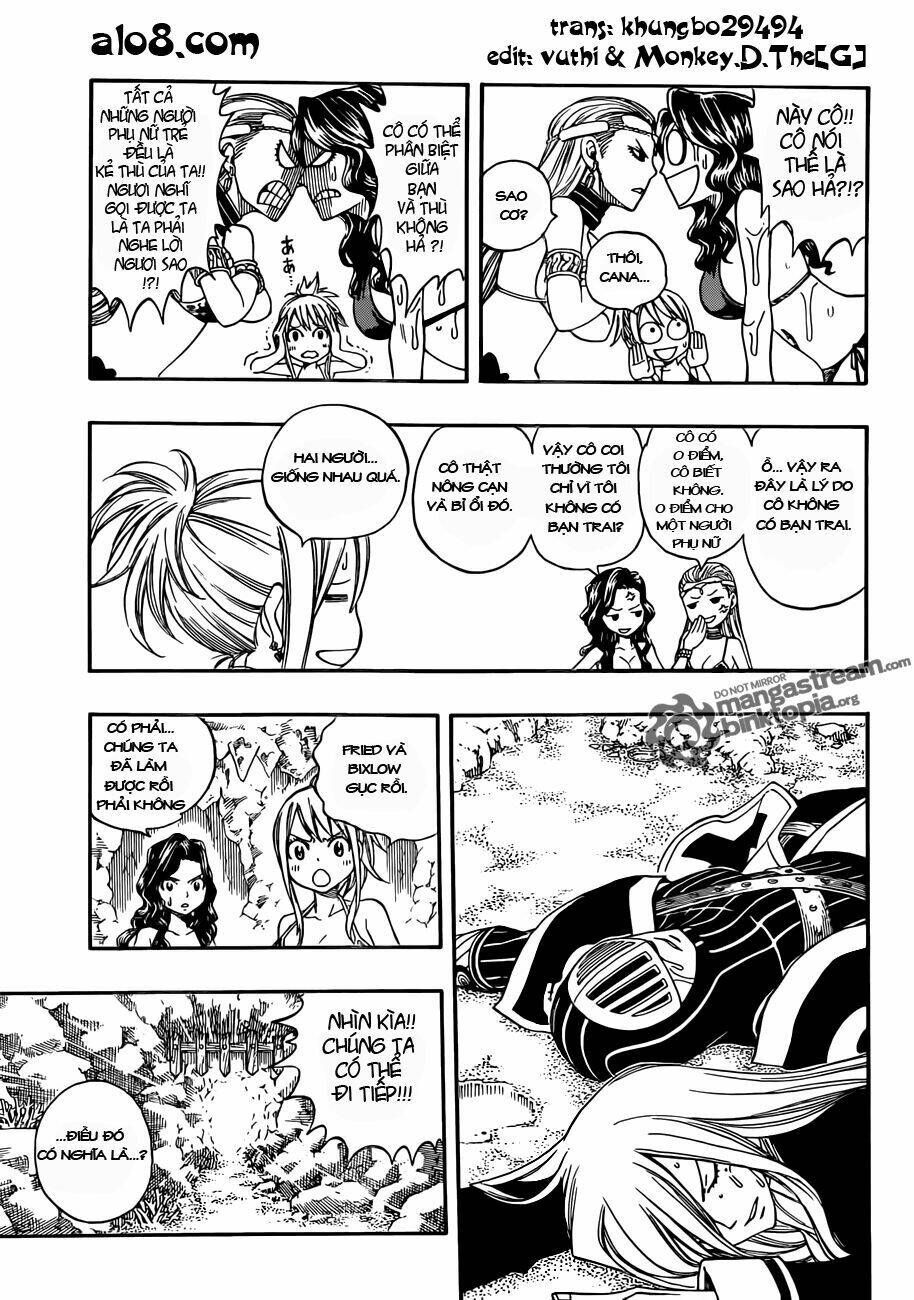 alo8.com
trans: khungbo29494
edit: vuthi & Monkey.D.The[G]
NÀY CÔ!!
CÔ NÓI
THẾ LÀ
SAO HẢ?!?
SAO
CƠ?
THÔI,
CANA...
CÔ CÓ THỂ
PHÂN BIỆT
GIỮA
BẠN
VÀ THÙ
KHÔNG
HẢ ?!
TẤT CẢ
NHỮNG NGƯỜI
PHỤ NỮ TRẺ
ĐỀU LÀ
KẺ THÙ CỦA TA!!
NGƯƠI NGHĨ
GỌI ĐƯỢC TA
LÀ TA PHẢI
NGHE LỜI
NGƯƠI SAO
!?!
ああ…
Ồ... VẬY RA
ĐÂY LÀ LÝ DO
CÔ KHÔNG
CÓ BẠN TRAI.
CÔ CÓ
0 ĐIỂM,
CÔ BIẾT
KHÔNG.
0 ĐIỂM CHO
MỘT NGƯỜI
PHỤ NỮ
VẬY CÔ COI
THƯỜNG TÔI
CHỈ VÌ TÔI
KHÔNG CÓ
BẠN TRAI?
CÔ THẬT
NÔNG CẠN
VÀ BỈ ỔI ĐÓ.
HAI NGƯỜI...
GIỐNG NHAU QUÁ.
DO NOT MIRROR
mangastream.com
binktopia.org
FRIED VÀ
BIXLOW
GỤC RỒI.
CÓ PHẢI...
CHÚNG TA
ĐÃ LÀM
ĐƯỢC RỒI
PHẢI KHÔNG
NHÌN KÌA!!
CHÚNG TA
CÓ THỂ
ĐI TIẾP!!!
...ĐIỀU ĐÓ
CÓ NGHĨA LÀ...?